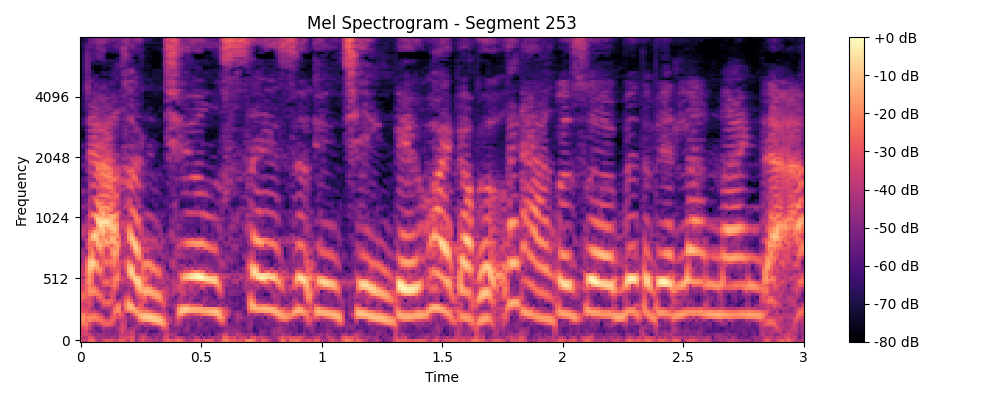 Mel Spectrogram - Segment 253
Frequency
4096
2048
1024
512
0
0
0.5
1
1.5
2
2.5
3
Time
+0 dB
-10 dB
-20 dB
-30 dB
-40 dB
-50 dB
-60 dB
-70 dB
-80 dB